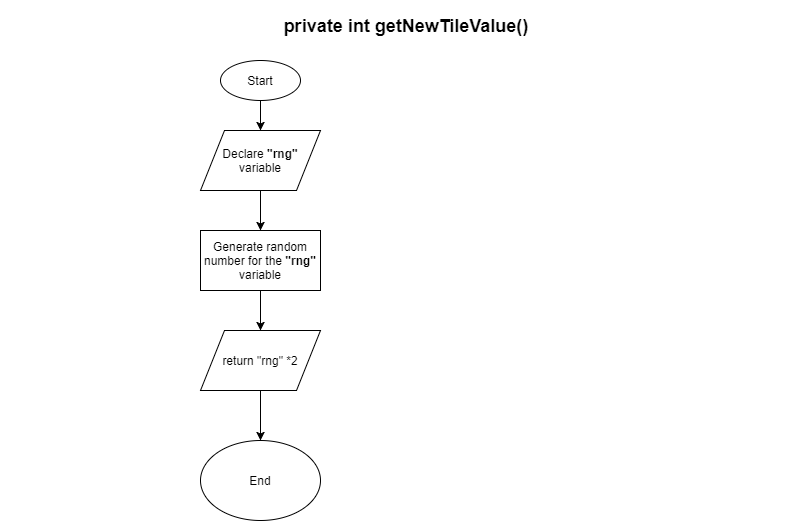 private int getNewTileValue()
Start
Declare "rng"
variable
Generate random
number for the "rng"
variable
return "rng" *2
End